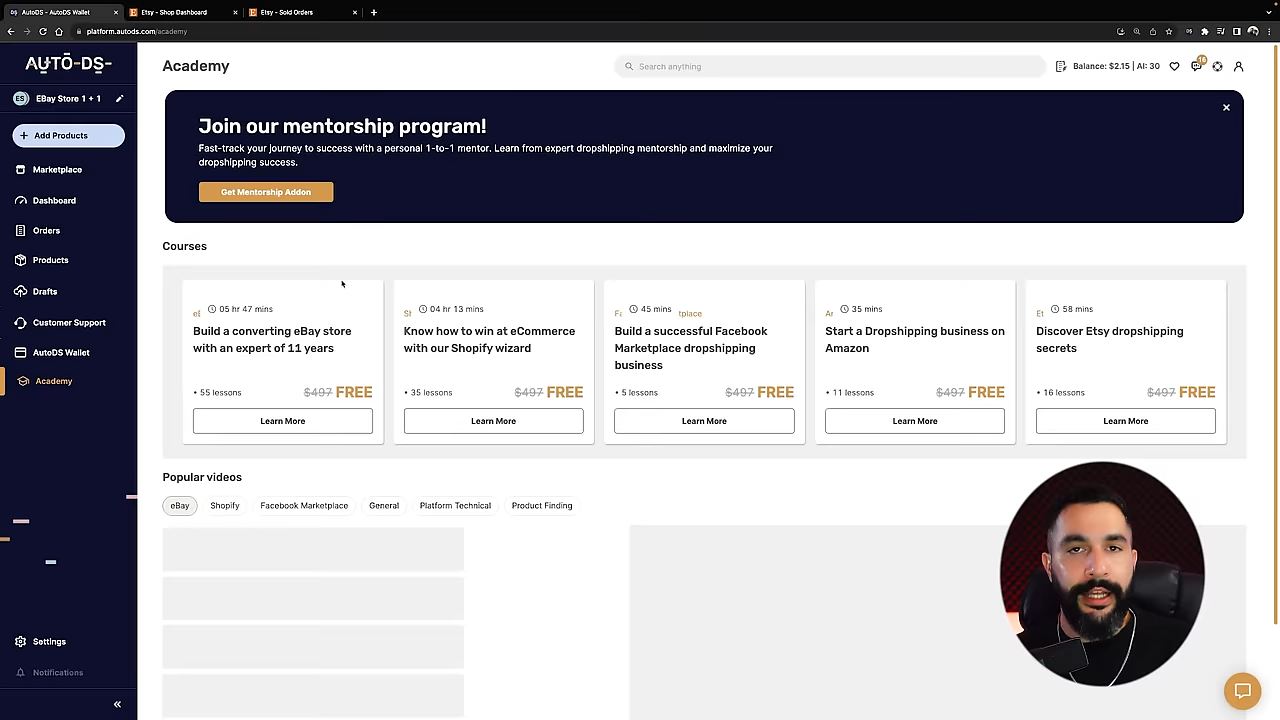 AutoDS - AutoDS Wallet
Etsy - Shop Dashboard
Etsy - Sold Orders
platform.autods.com/academy
AUTO-DS-
Academy
Search anything
Balance: $2.15 | AI: 30
ES
EBay Store 1 + 1
Add Products
Marketplace
Dashboard
Orders
Products
Drafts
Customer Support
AutoDS Wallet
Academy
Settings
Notifications
Join our mentorship program!
Fast-track your journey to success with a personal 1-to-1 mentor. Learn from expert dropshipping mentorship and maximize your
dropshipping success.
Get Mentorship Addon
Courses
05 hr 47 mins
Build a converting eBay store
with an expert of 11 years
• 55 lessons
$497 FREE
Learn More
04 hr 13 mins
Know how to win at eCommerce
with our Shopify wizard
• 35 lessons
$497 FREE
Learn More
45 mins
Build a successful Facebook
Marketplace dropshipping
business
• 5 lessons
$497 FREE
Learn More
35 mins
Start a Dropshipping business on
Amazon
• 11 lessons
$497 FREE
Learn More
58 mins
Discover Etsy dropshipping
secrets
• 16 lessons
$497 FREE
Learn More
Popular videos
eBay
Shopify
Facebook Marketplace
General
Platform Technical
Product Finding